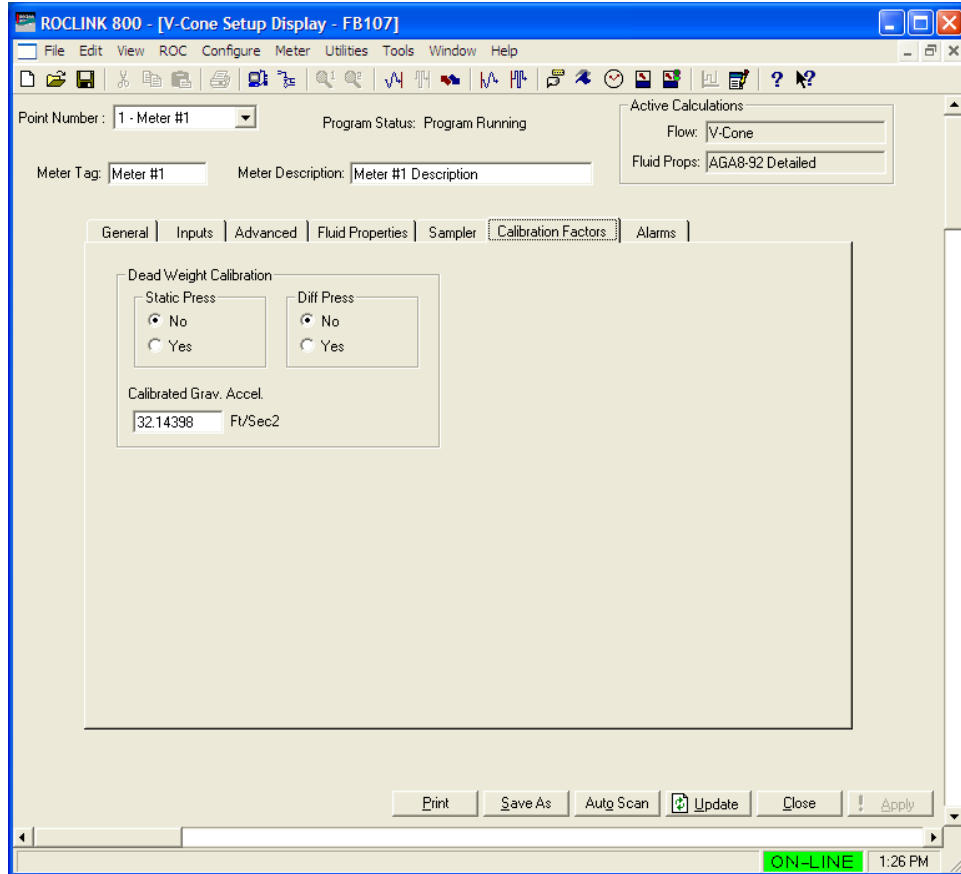 ROCLINK 800 - [V-Cone Setup Display - FB107]
File Edit View ROC Configure Meter Utilities Tools Window Help
Point Number : 1 - Meter #1
Program Status: Program Running
Active Calculations
Flow: V-Cone
Fluid Props: AGA8-92 Detailed
Meter Tag: Meter #1
Meter Description: Meter #1 Description
General Inputs Advanced Fluid Properties Sampler Calibration Factors Alarms
Dead Weight Calibration
Static Press Diff Press
No No
Yes Yes
Calibrated Grav. Accel.
32.14398 Ft/Sec2
Print Save As Auto Scan Update Close ! Apply
ON-LINE 1:26 PM